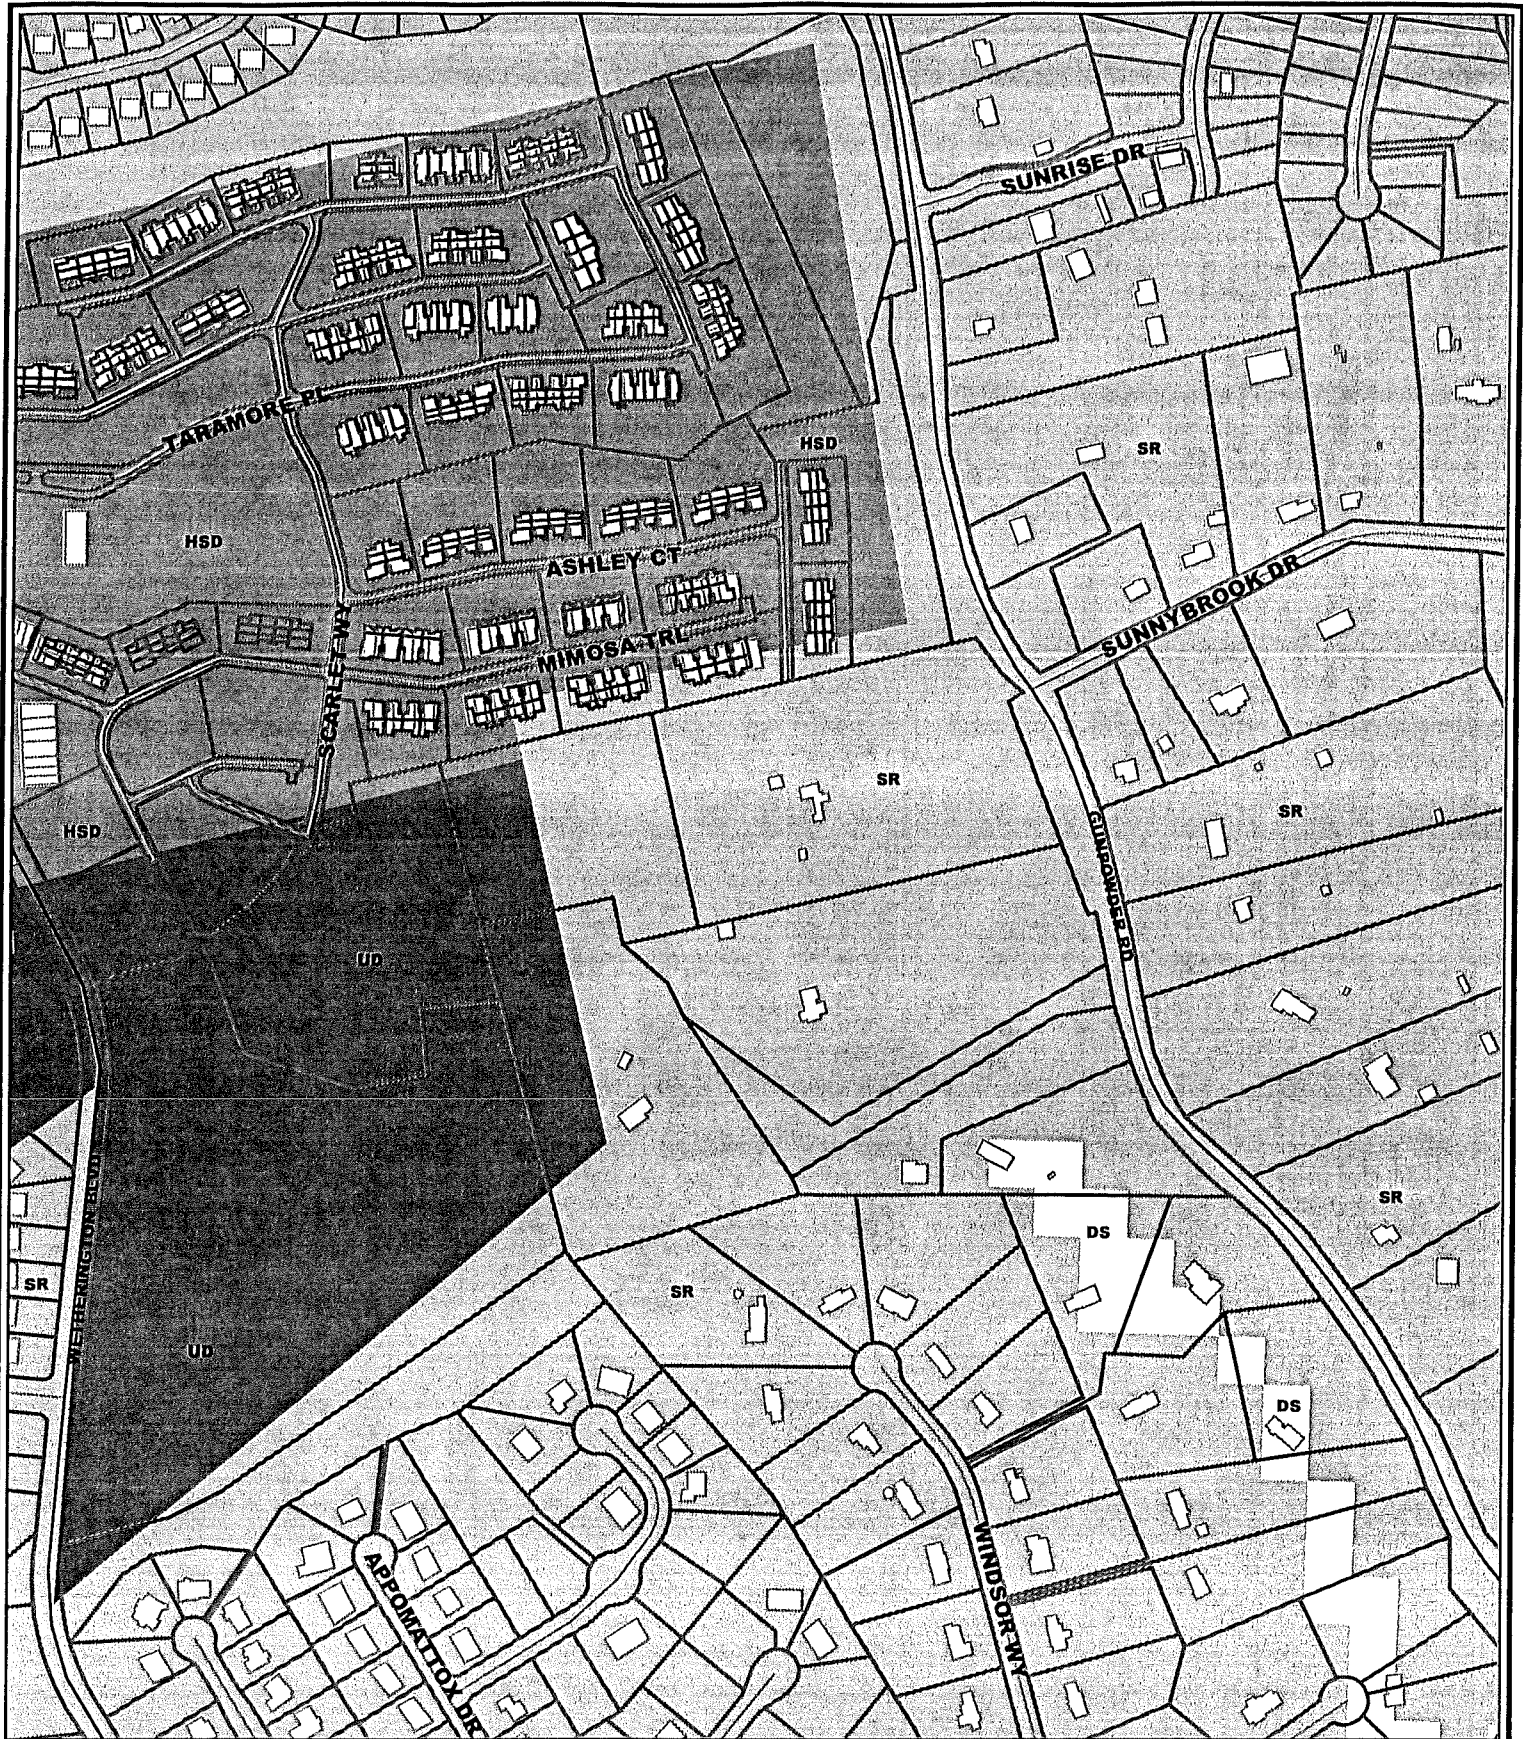 SUNRISE DR
TARAMORE PL
HSD
SR
HSD
ASHLEY CT
SUNNYBROOK DR
MIMOSA TRL
SCARLET WY
SR
SR
HSD
GUNPOWDER RD
UD
SR
DS
WETHERINGTON BLVD
SR
SR
UD
DS
WINDSOR WY
APPOMATTOX DR